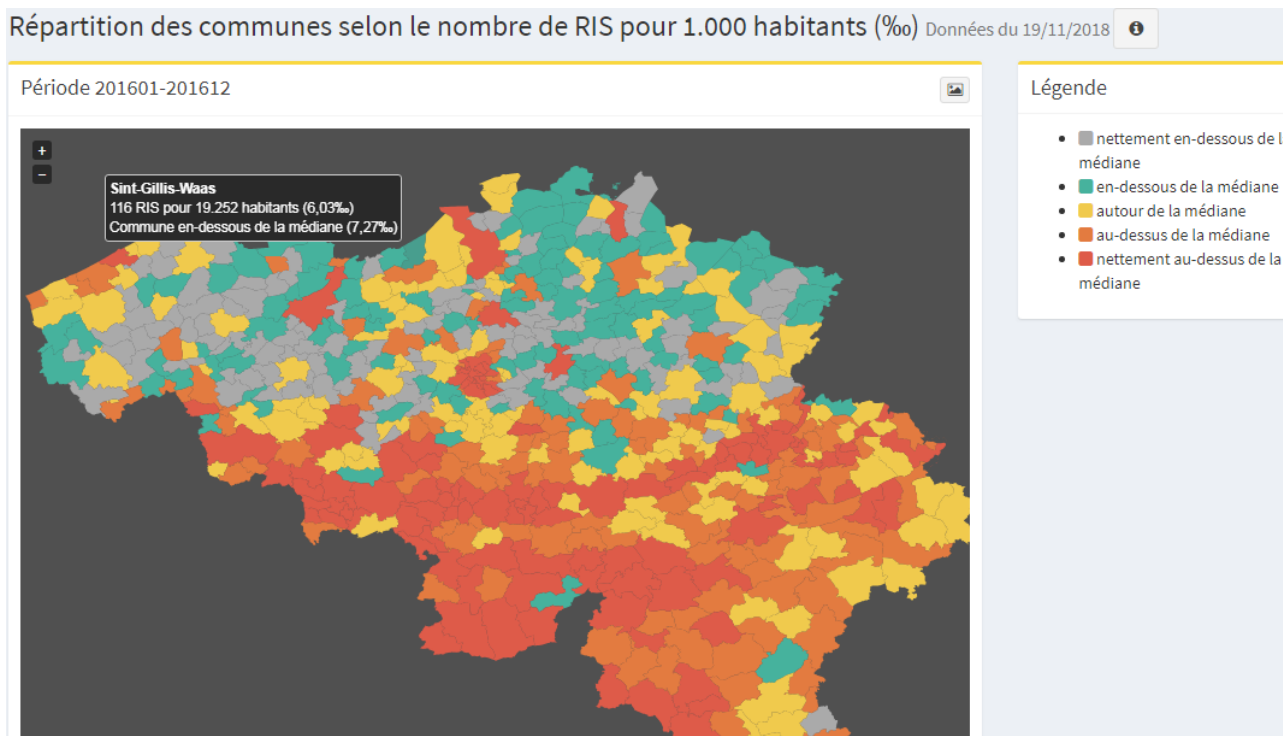 Répartition des communes selon le nombre de RIS pour 1.000 habitants (‰) Données du 19/11/2018
Période 201601-201612
+
−
Sint-Gillis-Waas
116 RIS pour 19.252 habitants (6,03‰)
Commune en-dessous de la médiane (7,27‰)
Légende
nettement en-dessous de
médiane
en-dessous de la médiane
autour de la médiane
au-dessus de la médiane
nettement au-dessus de la
médiane